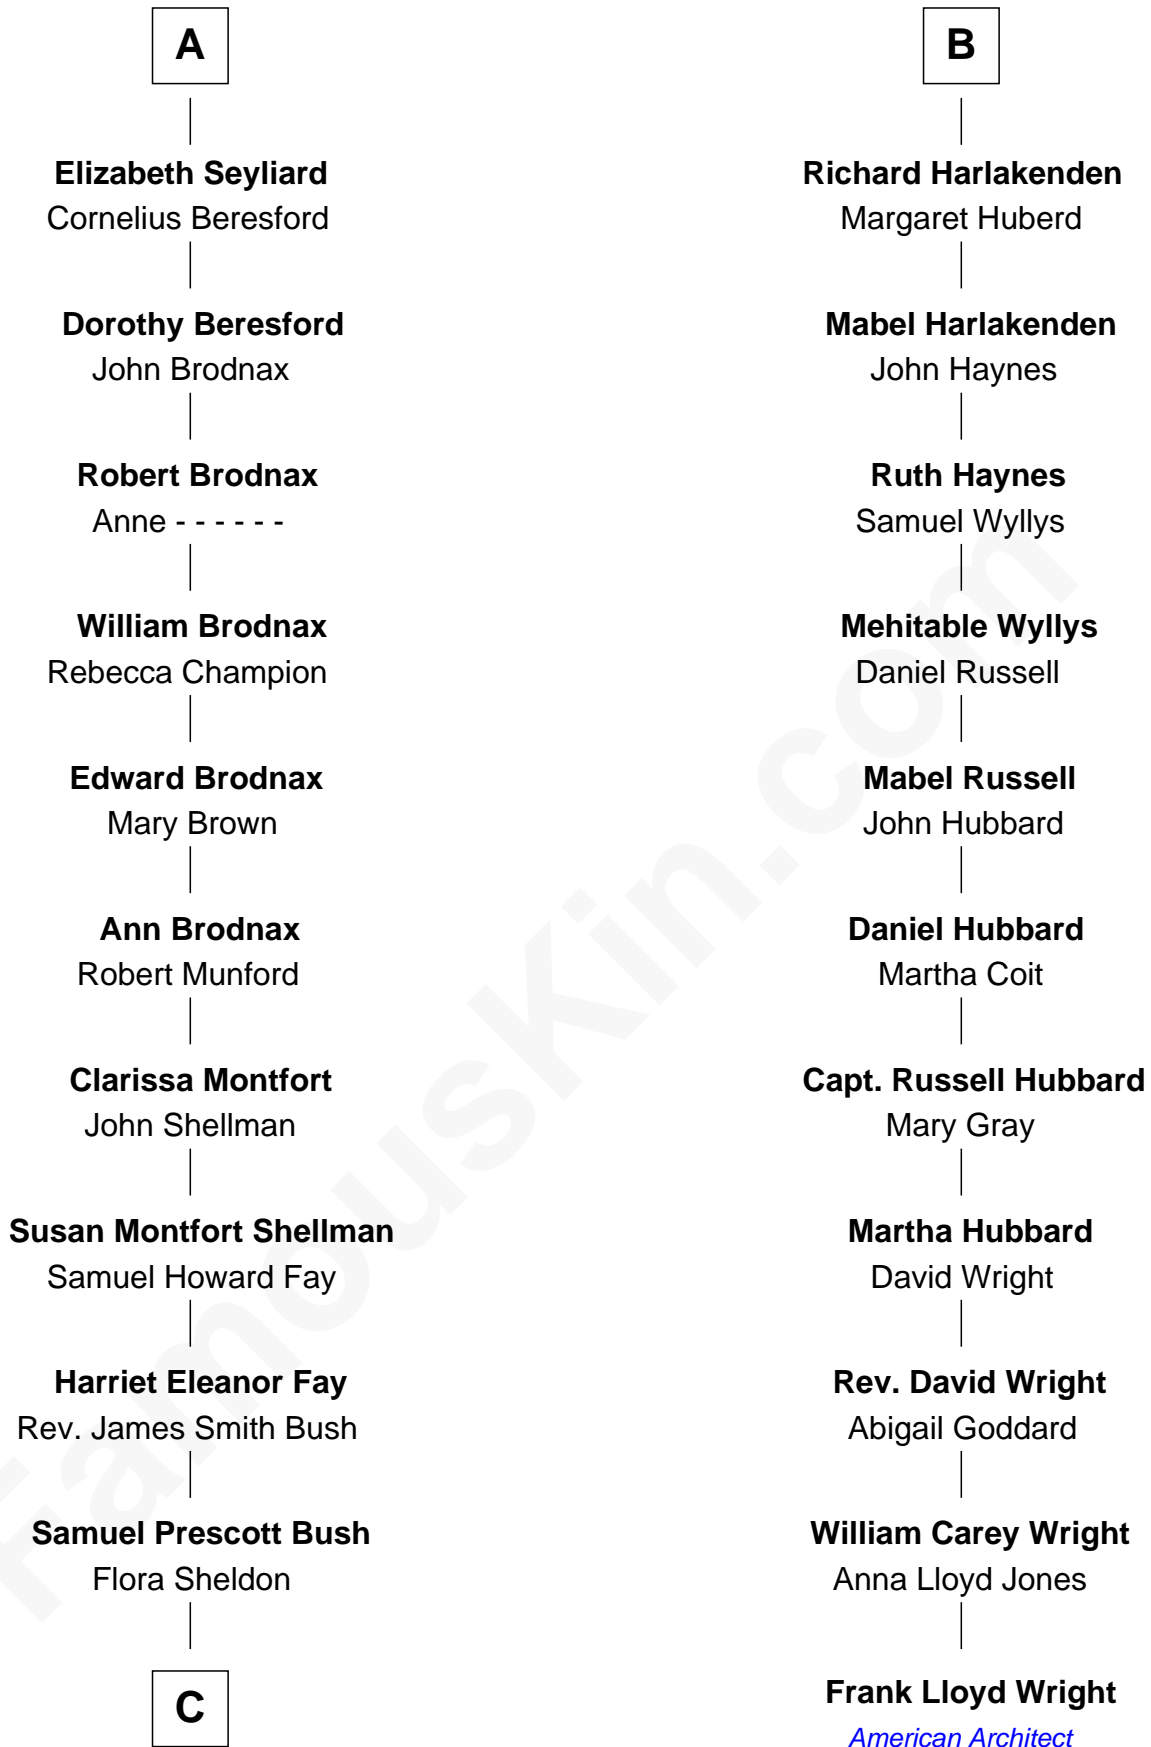 A
Elizabeth Seyliard
Cornelius Beresford
Dorothy Beresford
John Brodnax
Robert Brodnax
Anne - - - - - -
William Brodnax
Rebecca Champion
Edward Brodnax
Mary Brown
Ann Brodnax
Robert Munford
Clarissa Montfort
John Shellman
Susan Montfort Shellman
Samuel Howard Fay
Harriet Eleanor Fay
Rev. James Smith Bush
Samuel Prescott Bush
Flora Sheldon
C
B
Richard Harlakenden
Margaret Huberd
Mabel Harlakenden
John Haynes
Ruth Haynes
Samuel Wyllys
Mehitable Wyllys
Daniel Russell
Mabel Russell
John Hubbard
Daniel Hubbard
Martha Coit
Capt. Russell Hubbard
Mary Gray
Martha Hubbard
David Wright
Rev. David Wright
Abigail Goddard
William Carey Wright
Anna Lloyd Jones
Frank Lloyd Wright
American Architect
FamousKin.com